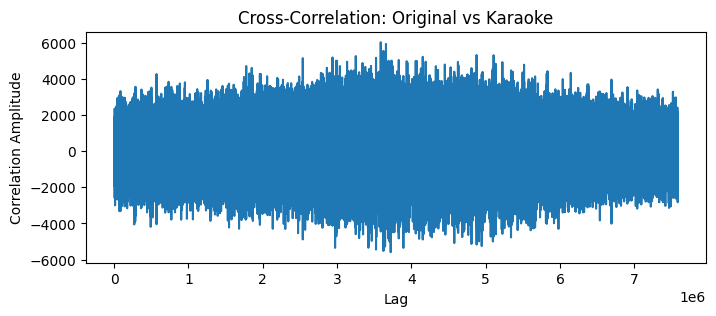 Cross-Correlation: Original vs Karaoke
Correlation Amplitude
6000
4000
2000
0
−2000
−4000
−6000
0 1 2 3 4 5 6 7
1e6
Lag